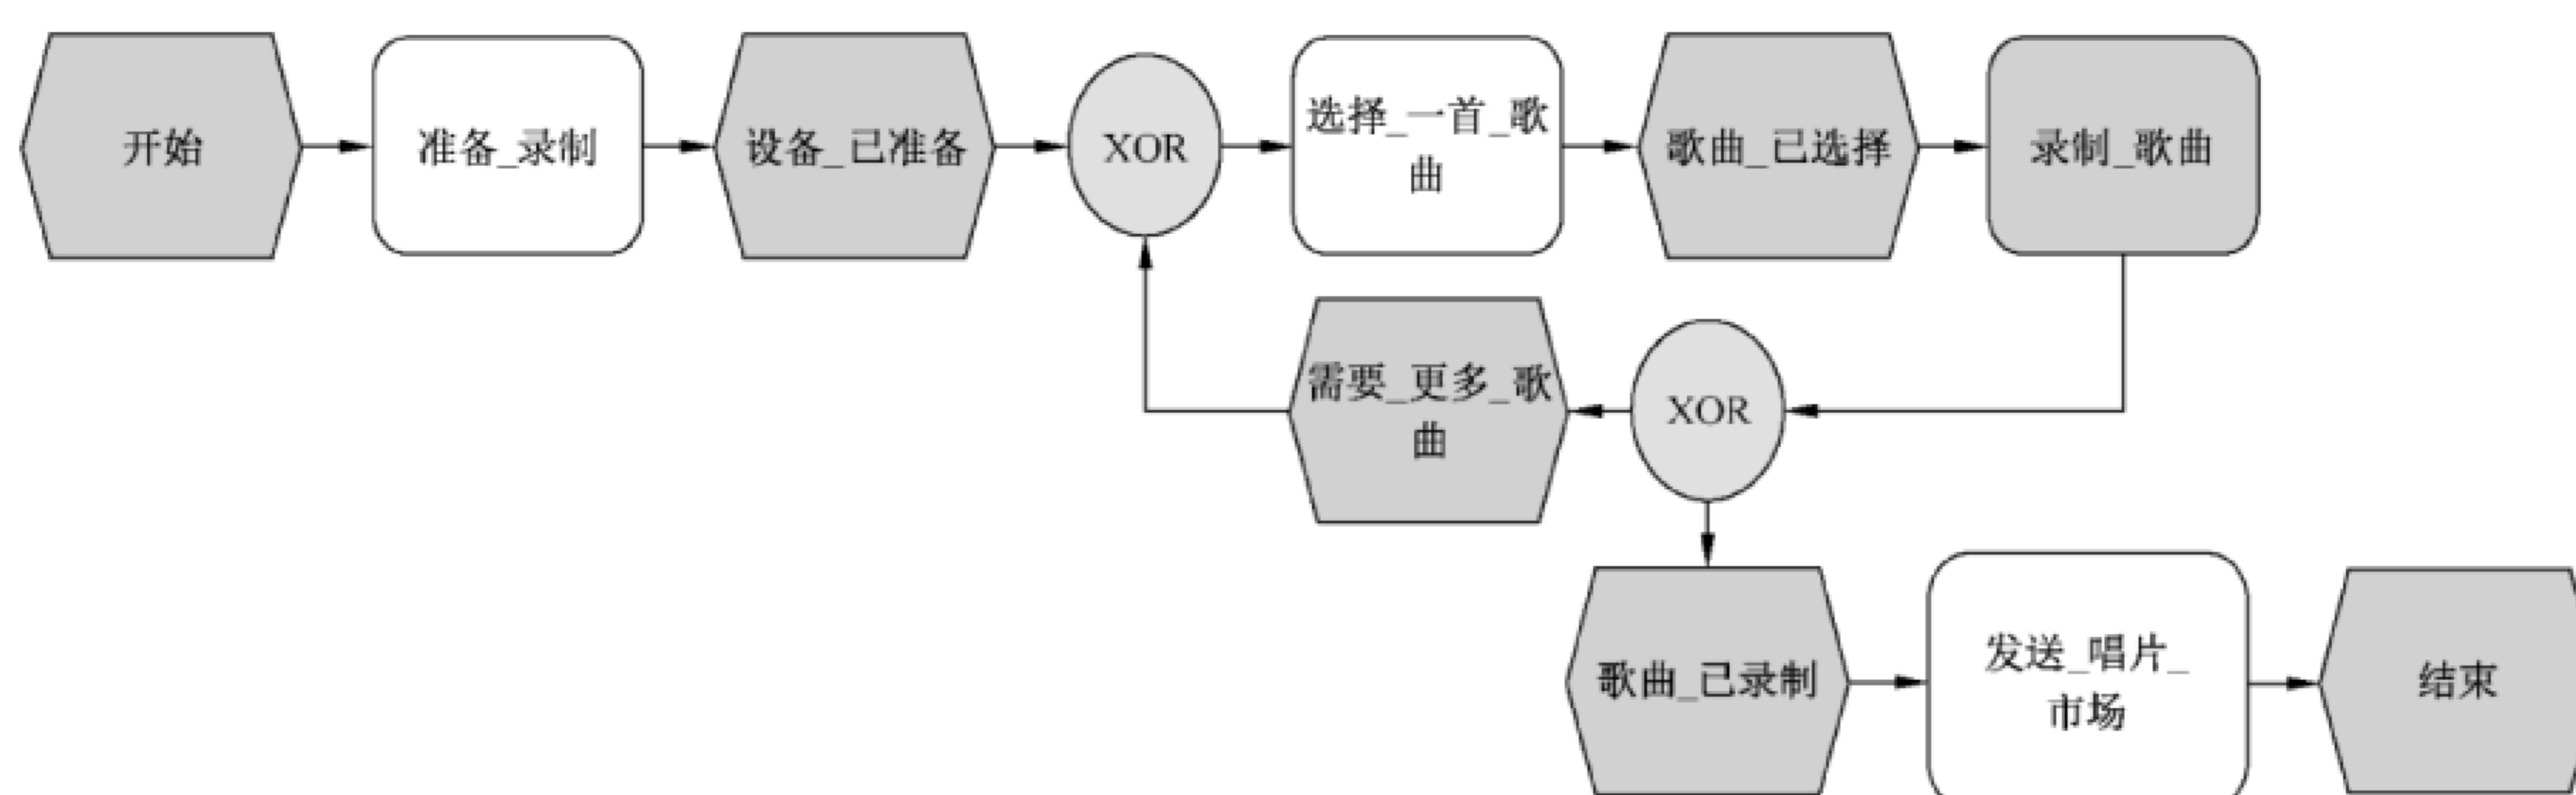 开始
准备_录制
设备_已准备
XOR
选择_一首_歌
曲
歌曲_已选择
录制_歌曲
需要_更多_歌
曲
XOR
歌曲_已录制
发送_唱片_
市场
结束